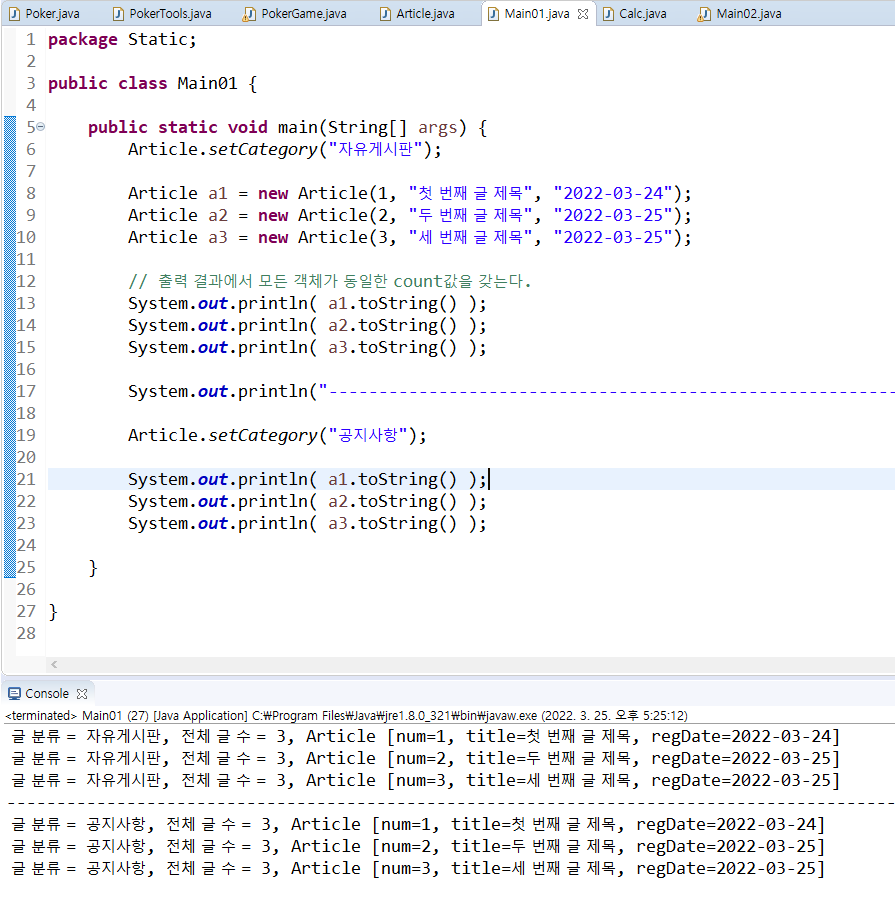 Poker.java PokerTools.java PokerGame.java Article.java Main01.java Calc.java Main02.java
1 package Static;
2
3 public class Main01 {
4
5 public static void main(String[] args) {
6 Article.setCategory("자유게시판");
7
8 Article a1 = new Article(1, "첫 번째 글 제목", "2022-03-24");
9 Article a2 = new Article(2, "두 번째 글 제목", "2022-03-25");
10 Article a3 = new Article(3, "세 번째 글 제목", "2022-03-25");
11
12 // 출력 결과에서 모든 객체가 동일한 count값을 갖는다.
13 System.out.println( a1.toString() );
14 System.out.println( a2.toString() );
15 System.out.println( a3.toString() );
16
17 System.out.println("---------------------------------------------------------
18
19 Article.setCategory("공지사항");
20
21 System.out.println( a1.toString() );
22 System.out.println( a2.toString() );
23 System.out.println( a3.toString() );
24
25 }
26
27 }
28
Console
<terminated> Main01 (27) [Java Application] C:₩Program Files₩Java₩jre1.8.0_321₩bin₩javaw.exe (2022. 3. 25. 오후 5:25:12)
글 분류 = 자유게시판, 전체 글 수 = 3, Article [num=1, title=첫 번째 글 제목, regDate=2022-03-24]
글 분류 = 자유게시판, 전체 글 수 = 3, Article [num=2, title=두 번째 글 제목, regDate=2022-03-25]
글 분류 = 자유게시판, 전체 글 수 = 3, Article [num=3, title=세 번째 글 제목, regDate=2022-03-25]
-----------------------------------------------------------------------------------------
글 분류 = 공지사항, 전체 글 수 = 3, Article [num=1, title=첫 번째 글 제목, regDate=2022-03-24]
글 분류 = 공지사항, 전체 글 수 = 3, Article [num=2, title=두 번째 글 제목, regDate=2022-03-25]
글 분류 = 공지사항, 전체 글 수 = 3, Article [num=3, title=세 번째 글 제목, regDate=2022-03-25]